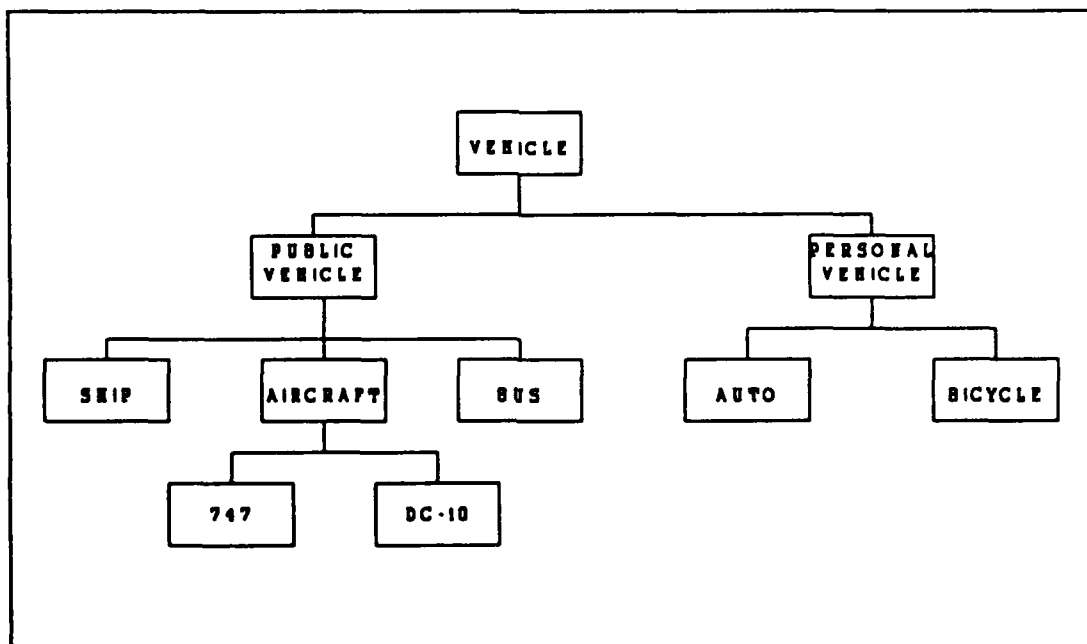 VEHICLE
PUBLIC
VEHICLE
PERSONAL
VEHICLE
SHIP
AIRCRAFT
BUS
AUTO
BICYCLE
747
DC-10